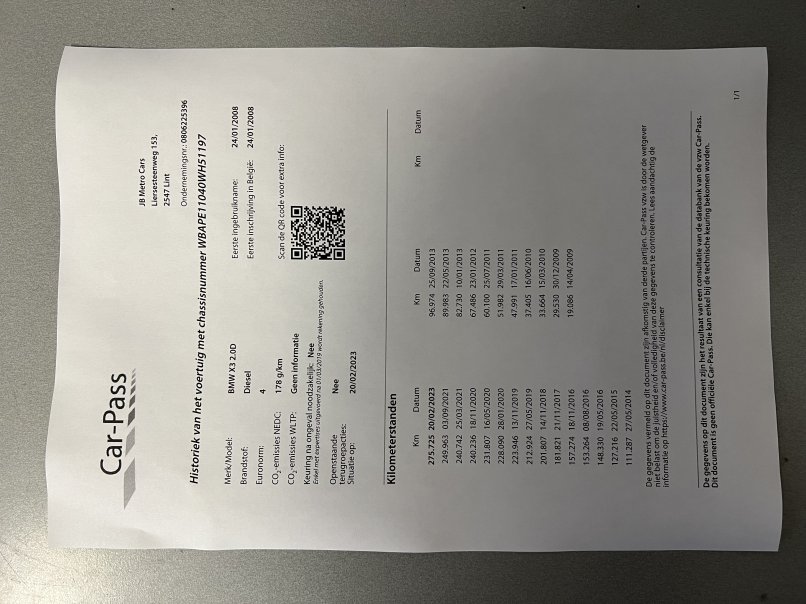 Car-Pass
JB Metro Cars
Liersesteenweg 153,
2547 Lint
Ondernemingsnr.: 0806225396
Historiek van het voertuig met chassisnummer WBAPE11040WH51197
Merk/Model: BMW X3 2.0D
Brandstof: Diesel
Euronorm: 4
CO₂-emissies NEDC: 178 g/km
CO₂-emissies WLTP: Geen informatie
Keuring na ongeval noodzakelijk: Nee
Enkel met expertises uitgevoerd na 01/03/2019 wordt rekening gehouden.
Openstaande
terugroepacties: Nee
Situatie op: 20/02/2023
Eerste ingebruikname: 24/01/2008
Eerste inschrijving in België: 24/01/2008
Scan de QR code voor extra info:
Kilometerstanden
Km Datum
275.725 20/02/2023
249.963 03/09/2021
240.742 25/03/2021
240.236 18/11/2020
231.807 16/05/2020
228.090 28/01/2020
223.946 13/11/2019
212.924 27/05/2019
201.807 14/11/2018
181.821 21/11/2017
157.274 18/11/2016
153.264 08/08/2016
148.330 19/05/2016
127.216 22/05/2015
111.287 27/05/2014
Km Datum
96.974 25/09/2013
89.983 22/05/2013
82.730 10/01/2013
67.486 23/01/2012
60.100 25/07/2011
51.982 29/03/2011
47.991 17/01/2011
37.405 16/06/2010
33.664 15/03/2010
29.530 30/12/2009
19.086 14/04/2009
Km Datum
De gegevens vermeld op dit document zijn afkomstig van derde partijen. Car-Pass vzw is door de wetgever
niet belast om de juistheid en/of volledigheid van deze gegevens te controleren. Lees aandachtig de
informatie op https://www.car-pass.be/nl/disclaimer
De gegevens op dit document zijn het resultaat van een consultatie van de databank van de vzw Car-Pass.
Dit document is geen officiële Car-Pass. Die kan enkel bij de technische keuring bekomen worden.
1/1